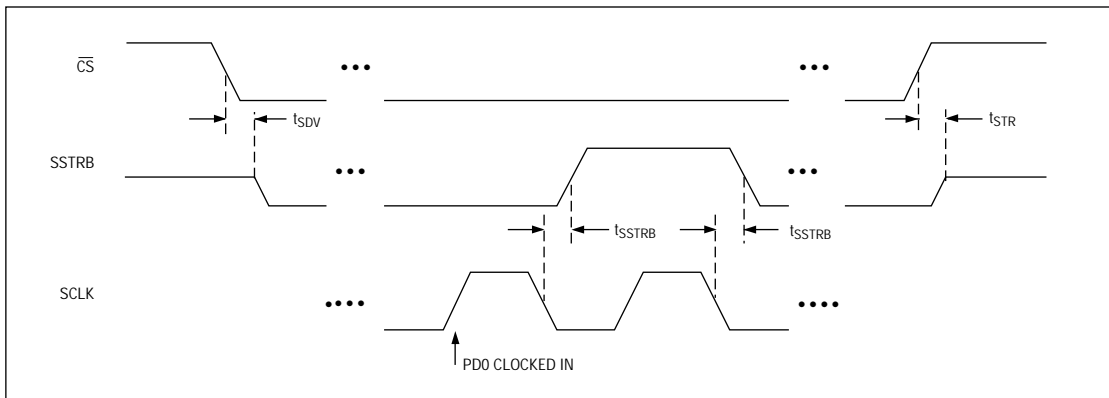 CS
tSDV
tSTR
SSTRB
tSSTRB
tSSTRB
SCLK
PD0 CLOCKED IN